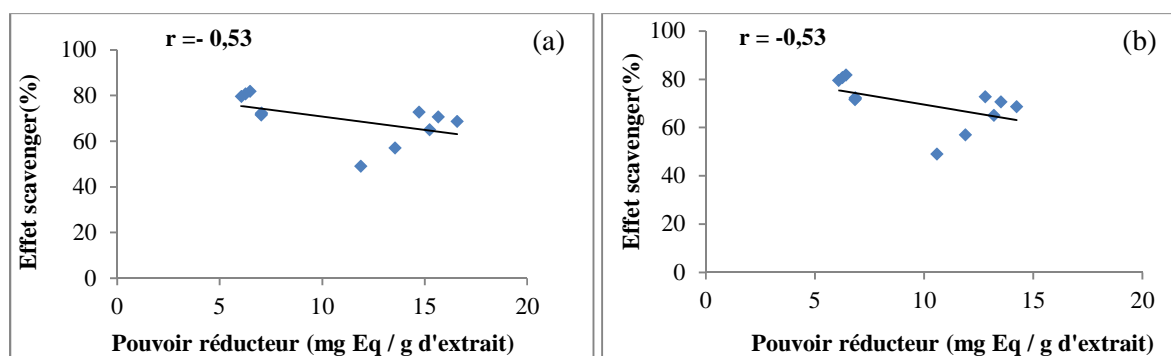 r =- 0,53
(a)
100
80
60
40
20
0
0 5 10 15 20
Effet scavenger(%)
Pouvoir réducteur (mg Eq / g d'extrait)
r = -0,53
(b)
100
80
60
40
20
0
0 5 10 15 20
Effet scavenger(%)
Pouvoir réducteur (mg Eq / g d'extrait)